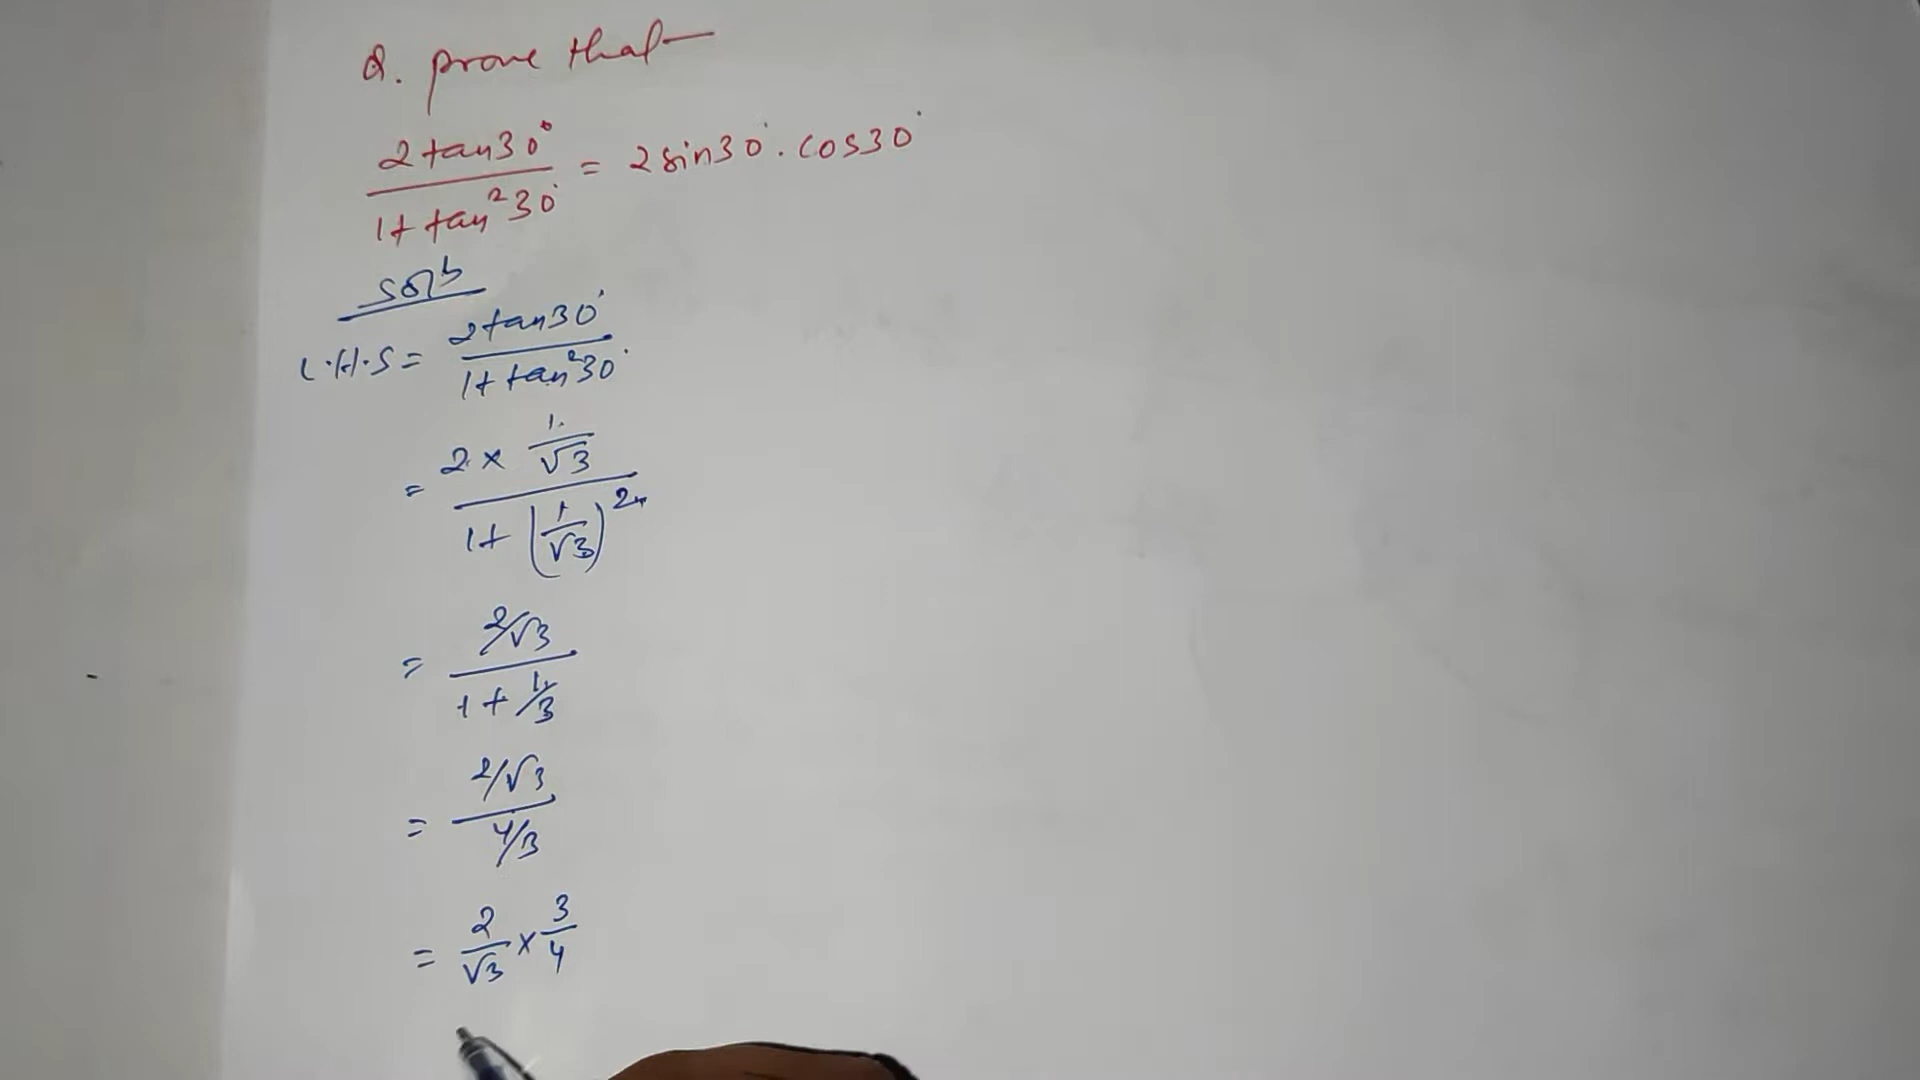 Q. prove that—
2tan30° / 1+tan²30° = 2sin30°.cos30°
Solⁿ
L.H.S = 2tan30° / 1+tan²30°
= 2 × 1/√3 / 1+(1/√3)²
= 2/√3 / 1+1/3
= 2/√3 / 4/3
= 2/√3 × 3/4